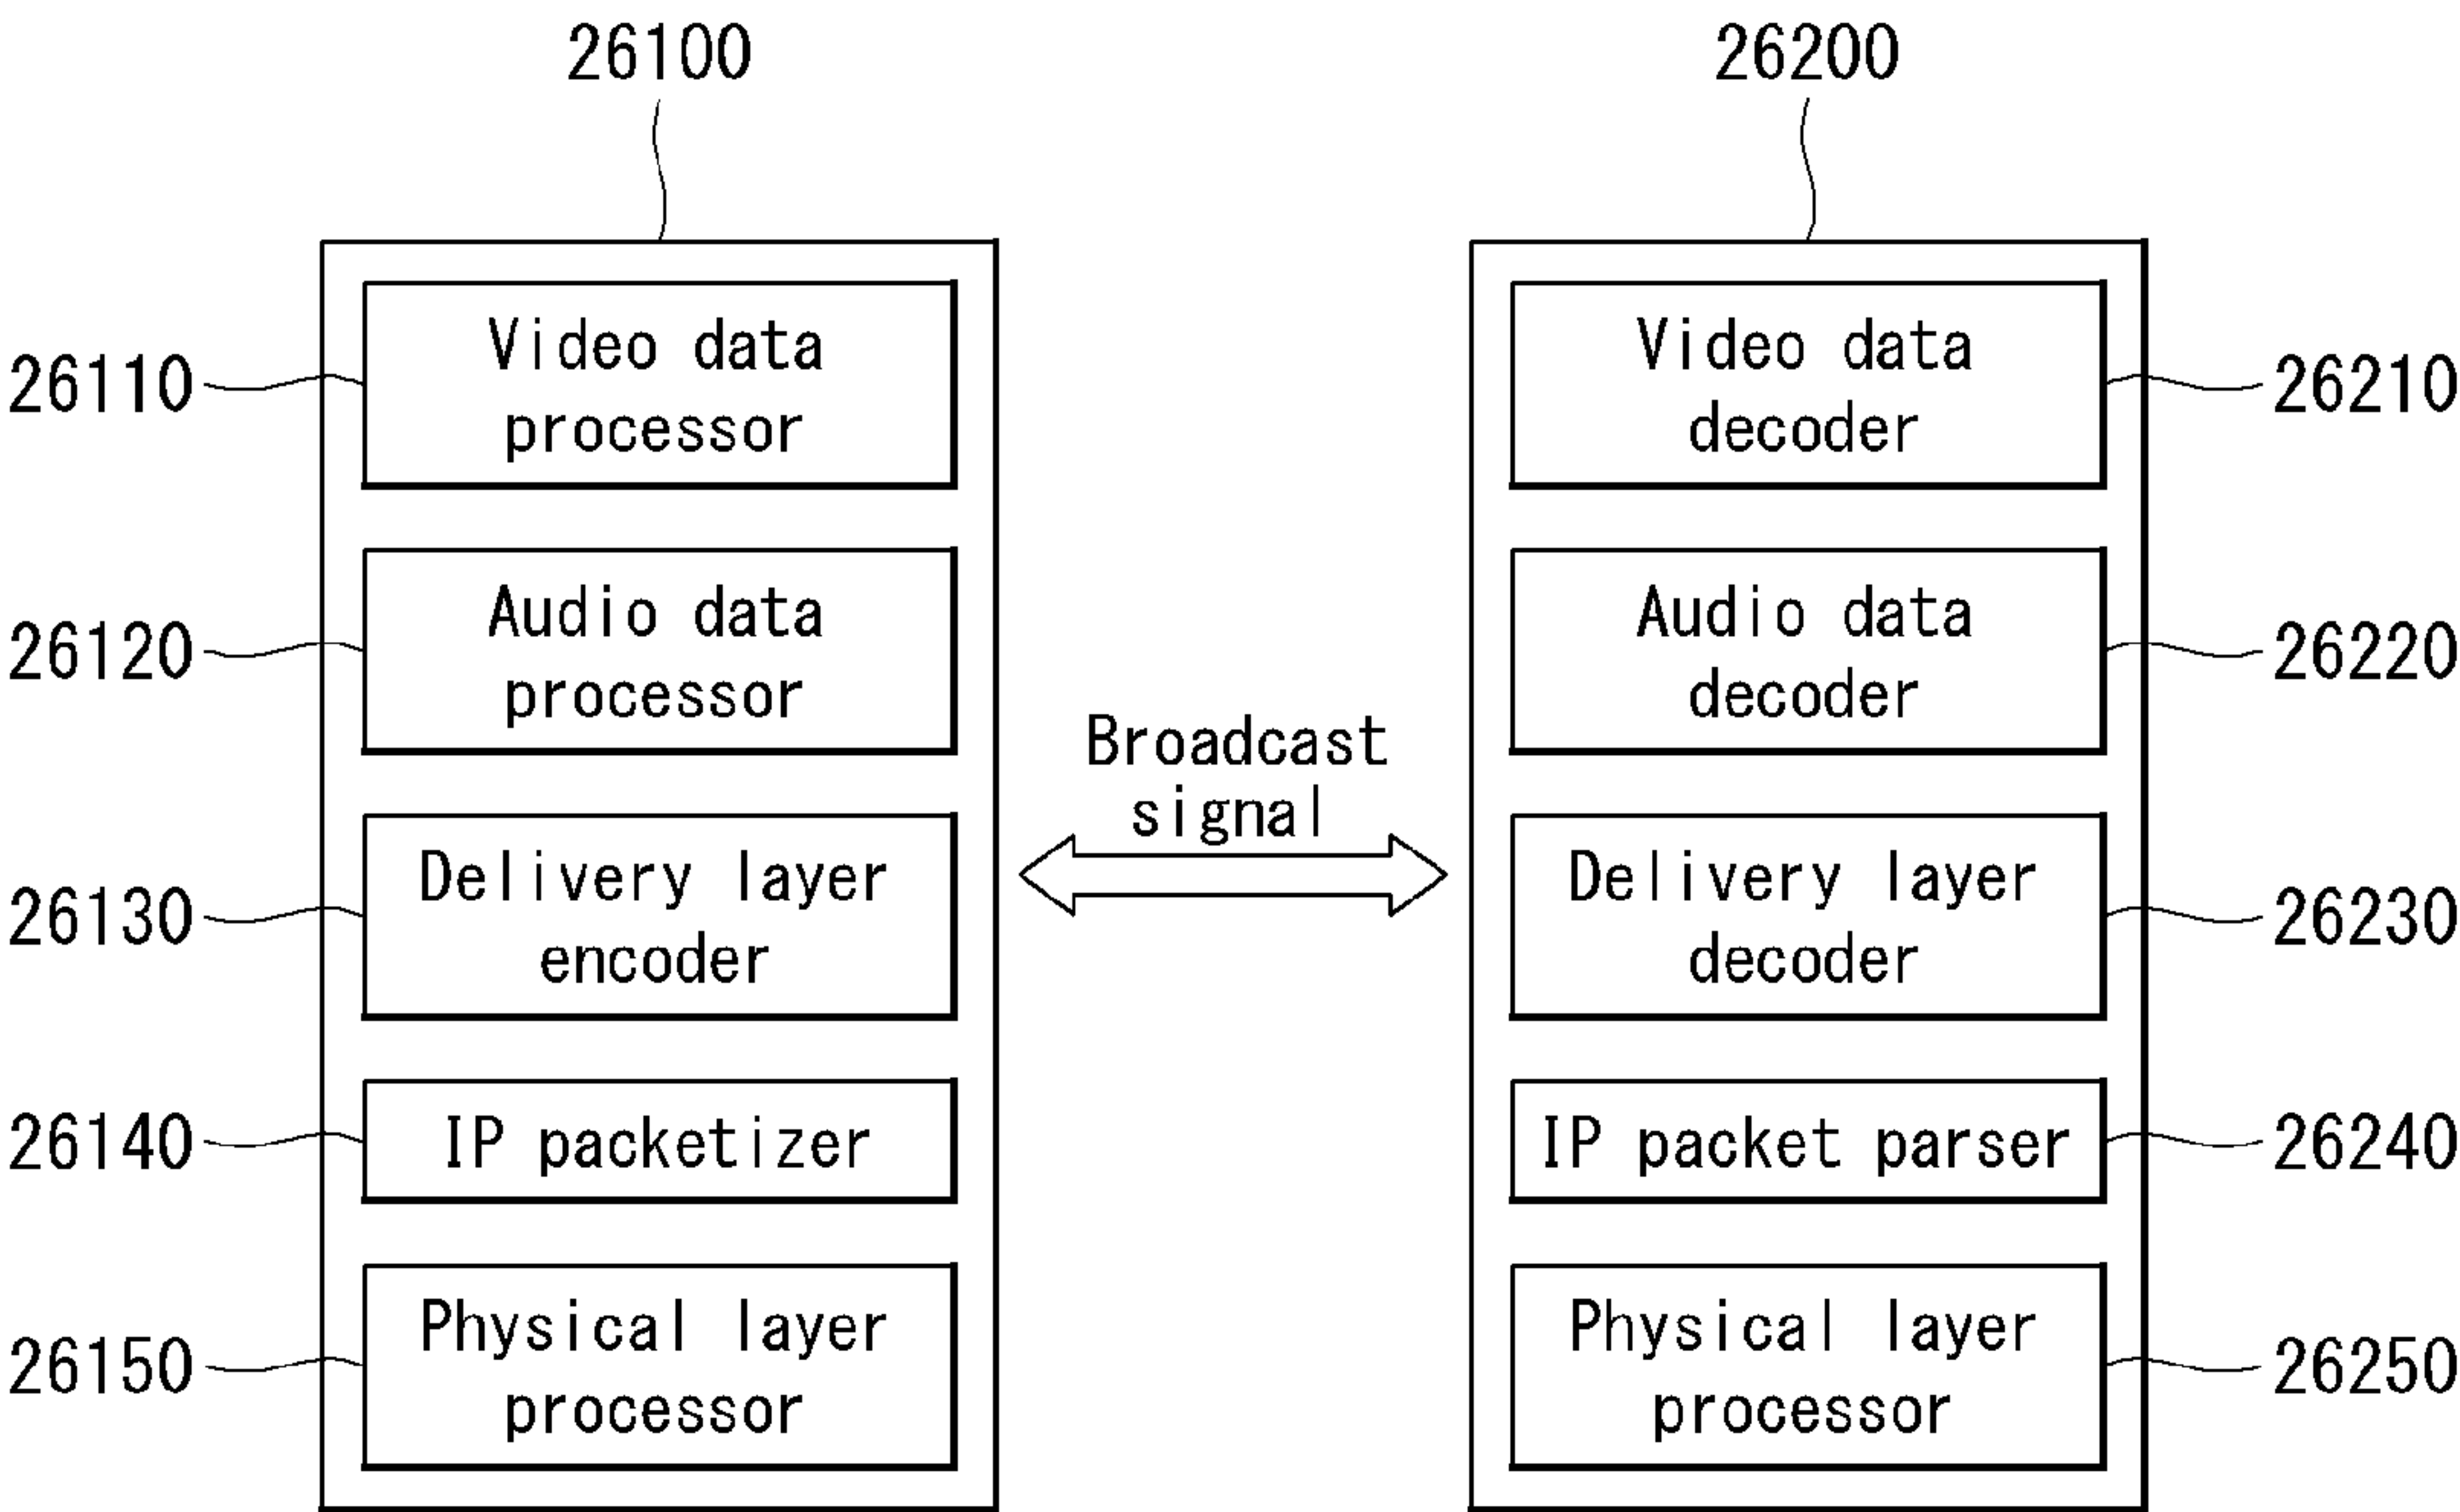 26100
26110
Video data
processor
26120
Audio data
processor
26130
Delivery layer
encoder
26140
IP packetizer
26150
Physical layer
processor
Broadcast
signal
26200
Video data
decoder
26210
Audio data
decoder
26220
Delivery layer
decoder
26230
IP packet parser
26240
Physical layer
processor
26250